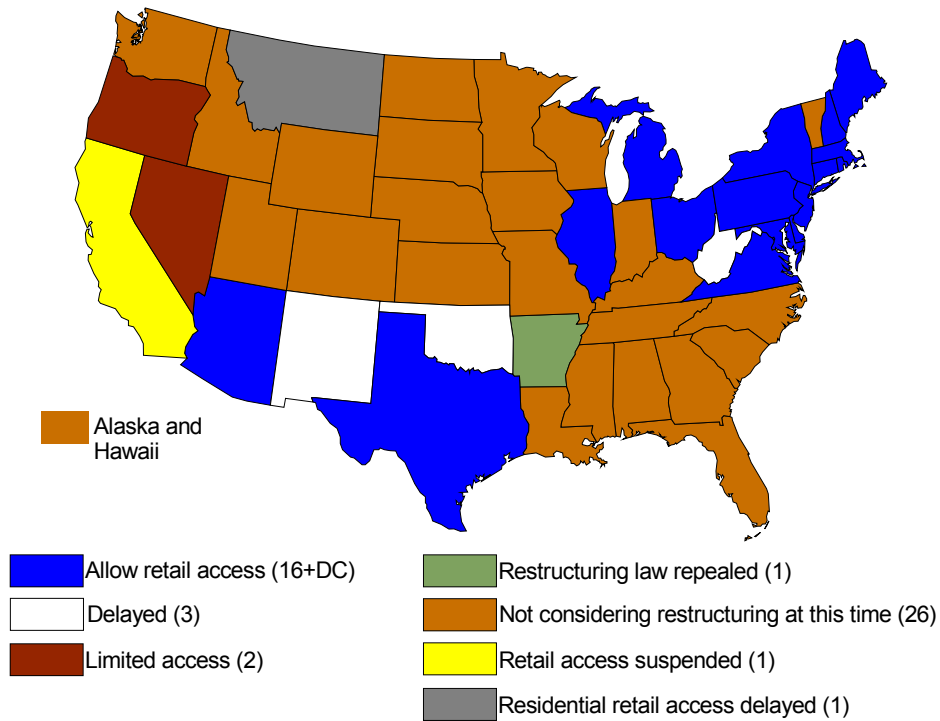 Alaska and
Hawaii
Allow retail access (16+DC)
Delayed (3)
Limited access (2)
Restructuring law repealed (1)
Not considering restructuring at this time (26)
Retail access suspended (1)
Residential retail access delayed (1)